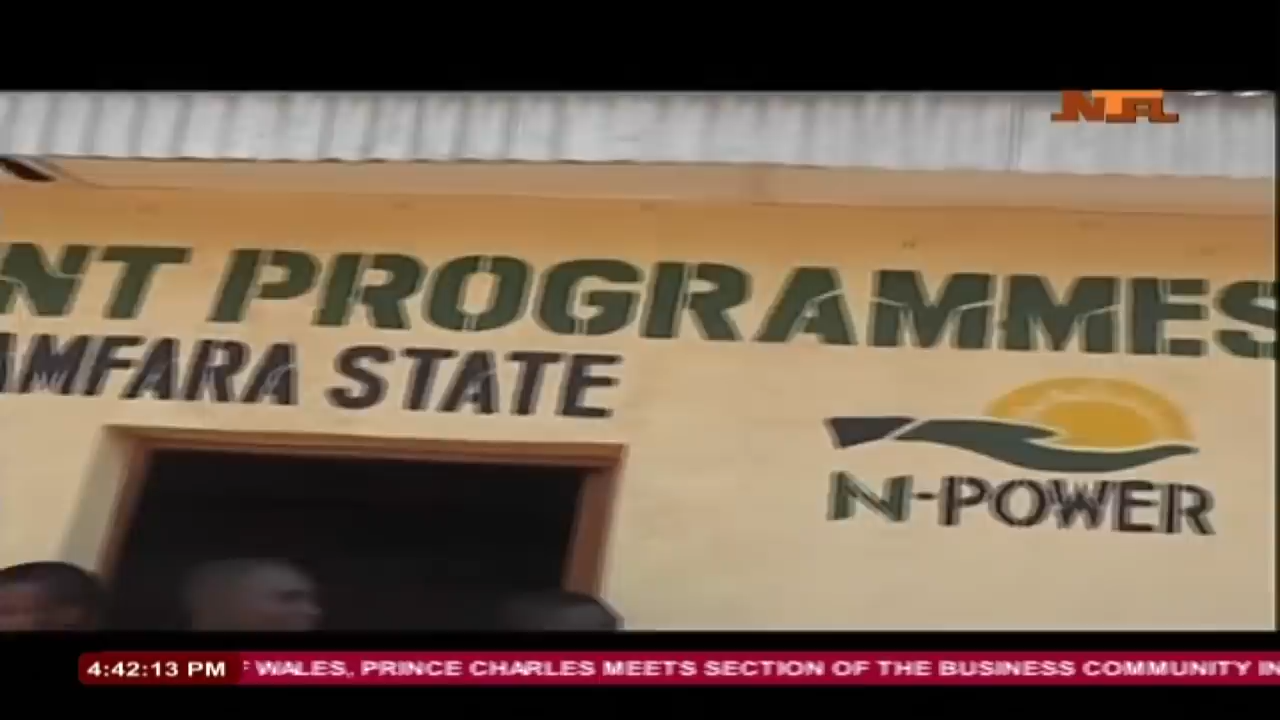 NTA
NT PROGRAMMES
AMFARA STATE
N-POWER
4:42:13 PM
WALES, PRINCE CHARLES MEETS SECTION OF THE BUSINESS COMMUNITY IN